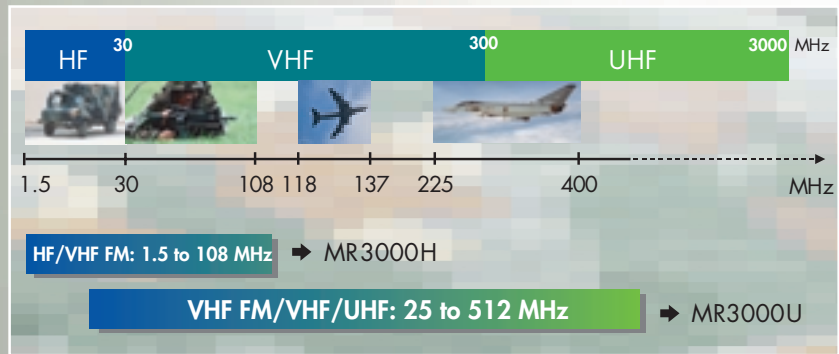 30 300 3000 MHz
HF VHF UHF
1.5 30 108 118 137 225 400 MHz
HF/VHF FM: 1.5 to 108 MHz ➡ MR3000H
VHF FM/VHF/UHF: 25 to 512 MHz ➡ MR3000U